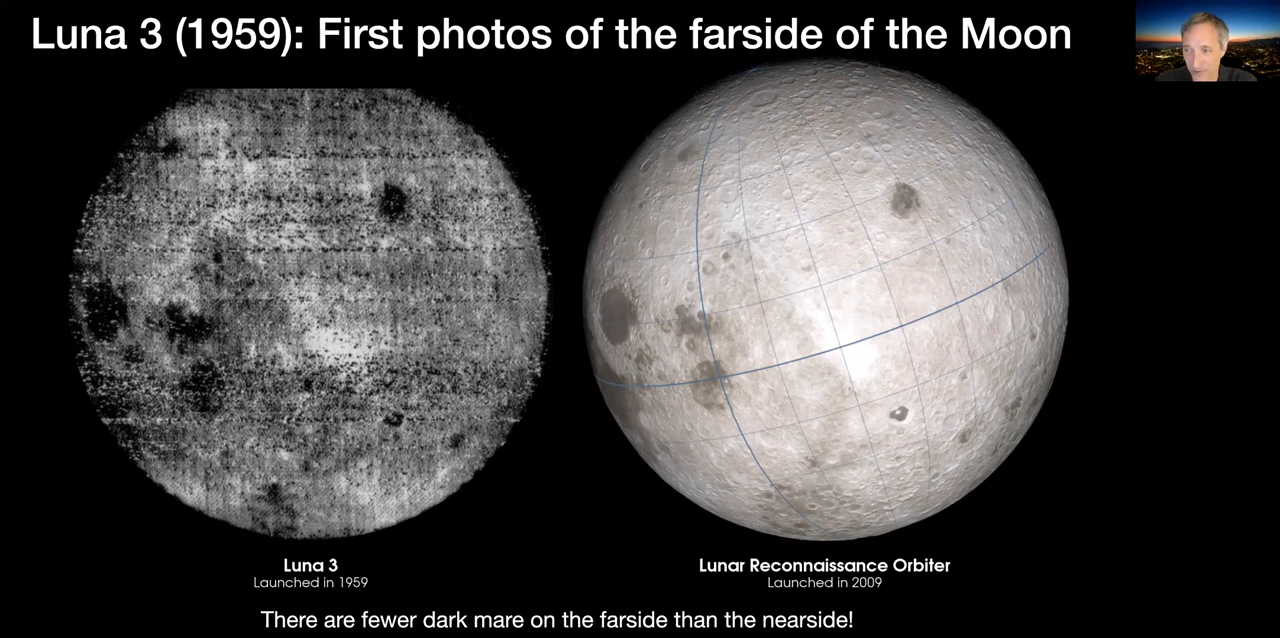 Luna 3 (1959): First photos of the farside of the Moon
Luna 3
Launched in 1959
Lunar Reconnaissance Orbiter
Launched in 2009
There are fewer dark mare on the farside than the nearside!